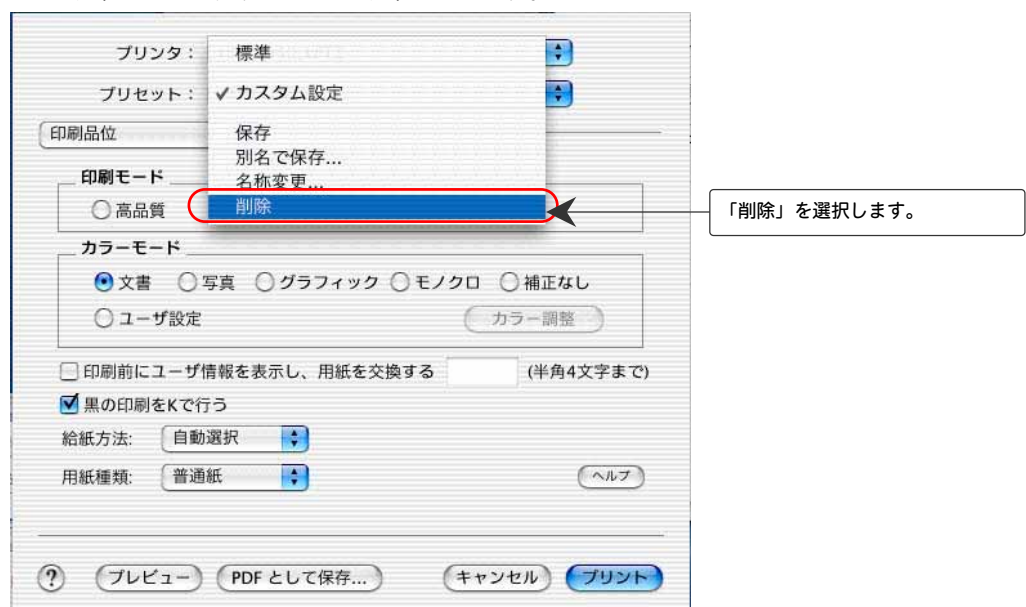 プリンタ： 標準
プリセット： ✓ カスタム設定
印刷品位 保存
別名で保存...
印刷モード 名称変更...
高品質 削除
「削除」を選択します。
カラーモード
文書 写真 グラフィック モノクロ 補正なし
ユーザ設定 カラー調整
印刷前にユーザ情報を表示し、用紙を交換する (半角4文字まで)
黒の印刷をKで行う
給紙方法: 自動選択
用紙種類: 普通紙 ヘルプ
? プレビュー PDF として保存... キャンセル プリント